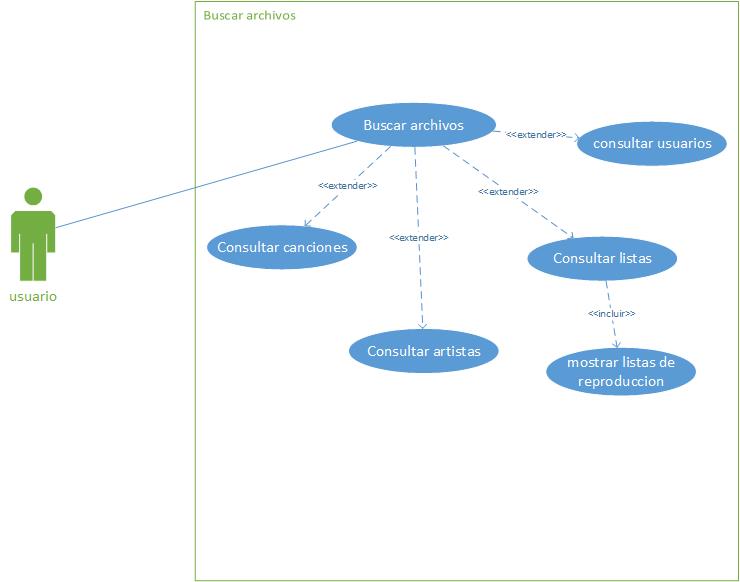 Buscar archivos
Buscar archivos
<<extender>>
consultar usuarios
<<extender>>
<<extender>>
<<extender>>
Consultar canciones
Consultar listas
usuario
<<incluir>>
Consultar artistas
mostrar listas de
reproduccion